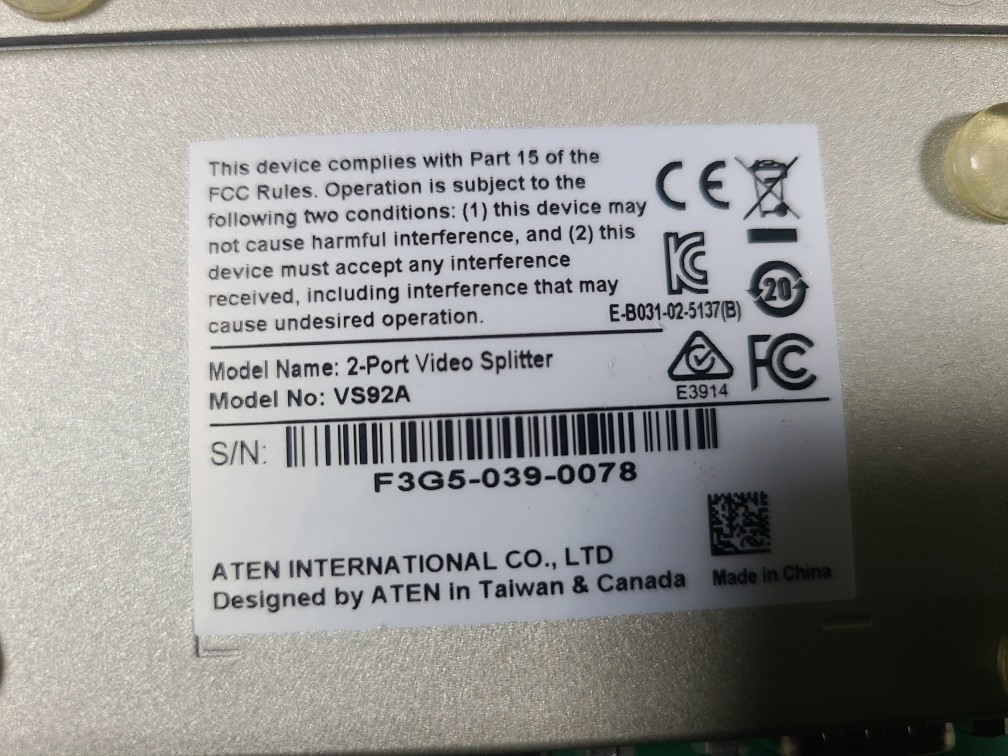 This device complies with Part 15 of the
FCC Rules. Operation is subject to the
following two conditions: (1) this device may
not cause harmful interference, and (2) this
device must accept any interference
received, including interference that may
cause undesired operation.
CE
KC
20
E-B031-02-5137(B)
Model Name: 2-Port Video Splitter
Model No: VS92A
E3914
FC
S/N:
F3G5-039-0078
ATEN INTERNATIONAL CO., LTD
Designed by ATEN in Taiwan & Canada
Made in China